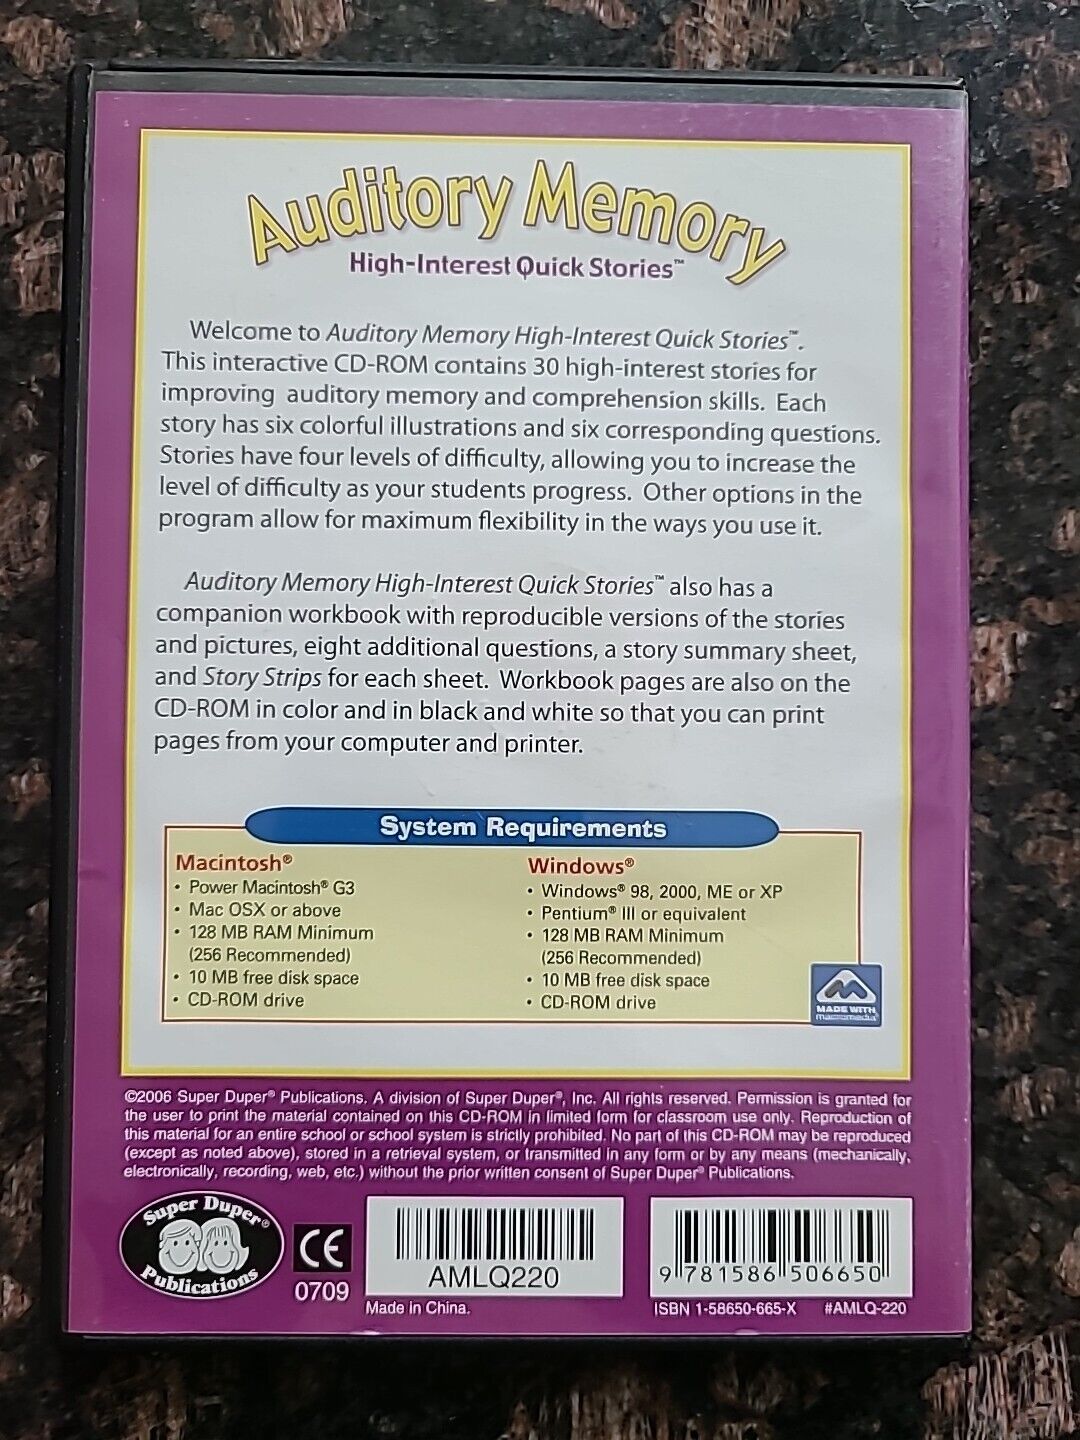 Auditory Memory
High-Interest Quick Stories™
Welcome to Auditory Memory High-Interest Quick Stories™.
This interactive CD-ROM contains 30 high-interest stories for
improving auditory memory and comprehension skills. Each
story has six colorful illustrations and six corresponding questions.
Stories have four levels of difficulty, allowing you to increase the
level of difficulty as your students progress. Other options in the
program allow for maximum flexibility in the ways you use it.
Auditory Memory High-Interest Quick Stories™ also has a
companion workbook with reproducible versions of the stories
and pictures, eight additional questions, a story summary sheet,
and Story Strips for each sheet. Workbook pages are also on the
CD-ROM in color and in black and white so that you can print
pages from your computer and printer.
System Requirements
Macintosh®
• Power Macintosh® G3
• Mac OSX or above
• 128 MB RAM Minimum
(256 Recommended)
• 10 MB free disk space
• CD-ROM drive
Windows®
• Windows® 98, 2000, ME or XP
• Pentium® III or equivalent
• 128 MB RAM Minimum
(256 Recommended)
• 10 MB free disk space
• CD-ROM drive
MADE WITH
macromedia®
©2006 Super Duper® Publications. A division of Super Duper®, Inc. All rights reserved. Permission is granted for
the user to print the material contained on this CD-ROM in limited form for classroom use only. Reproduction of
this material for an entire school or school system is strictly prohibited. No part of this CD-ROM may be reproduced
(except as noted above), stored in a retrieval system, or transmitted in any form or by any means (mechanically,
electronically, recording, web, etc.) without the prior written consent of Super Duper® Publications.
Super Duper®
Publications
CE
0709
AMLQ220
Made in China.
9 781586 506650
ISBN 1-58650-665-X #AMLQ-220